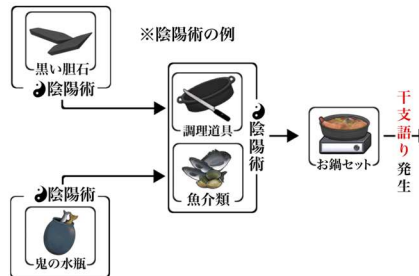 ※陰陽術の例
黒い胆石
陰陽術
調理道具
魚介類
陰陽術
お鍋セット
干支語り発生
陰陽術
鬼の水瓶